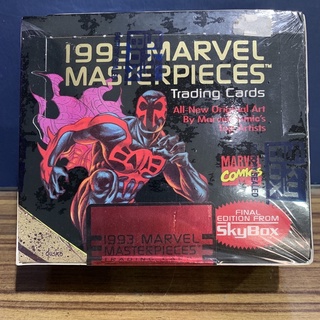 1993 MARVEL
MASTERPIECES™
Trading Cards
All-New Original Art
By Marvel Comic's
Top Artists
MARVEL
COMICS
FINAL
EDITION FROM
SkyBox
1993 MARVEL
MASTERPIECES